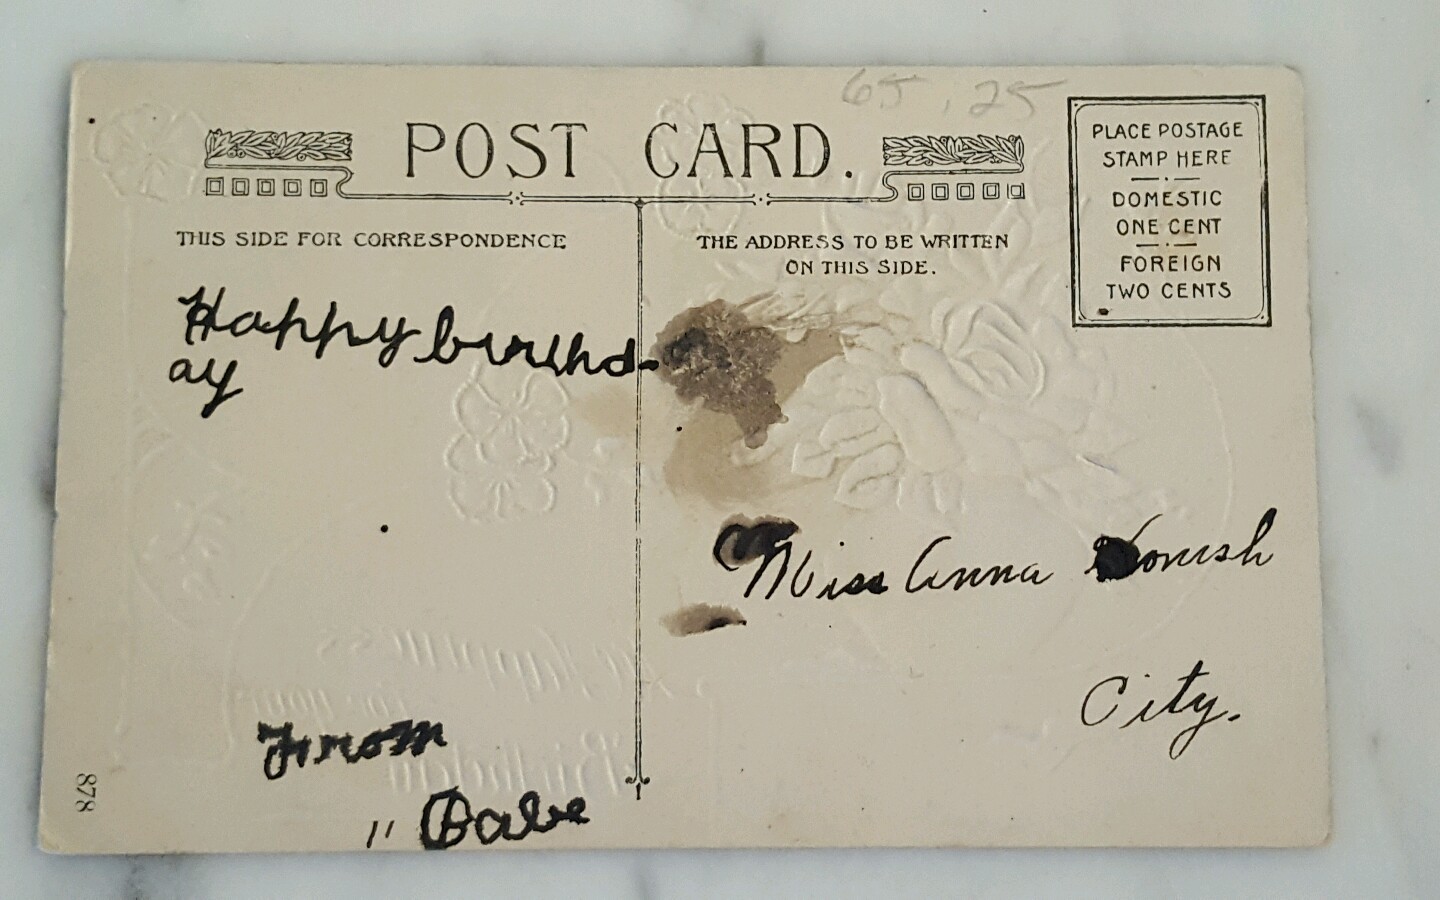 65 . 25
POST CARD.
PLACE POSTAGE
STAMP HERE
DOMESTIC
ONE CENT
FOREIGN
TWO CENTS
THIS SIDE FOR CORRESPONDENCE
THE ADDRESS TO BE WRITTEN
ON THIS SIDE.
Happy birthd-
ay
Miss Anna
City.
From
" Babe
878